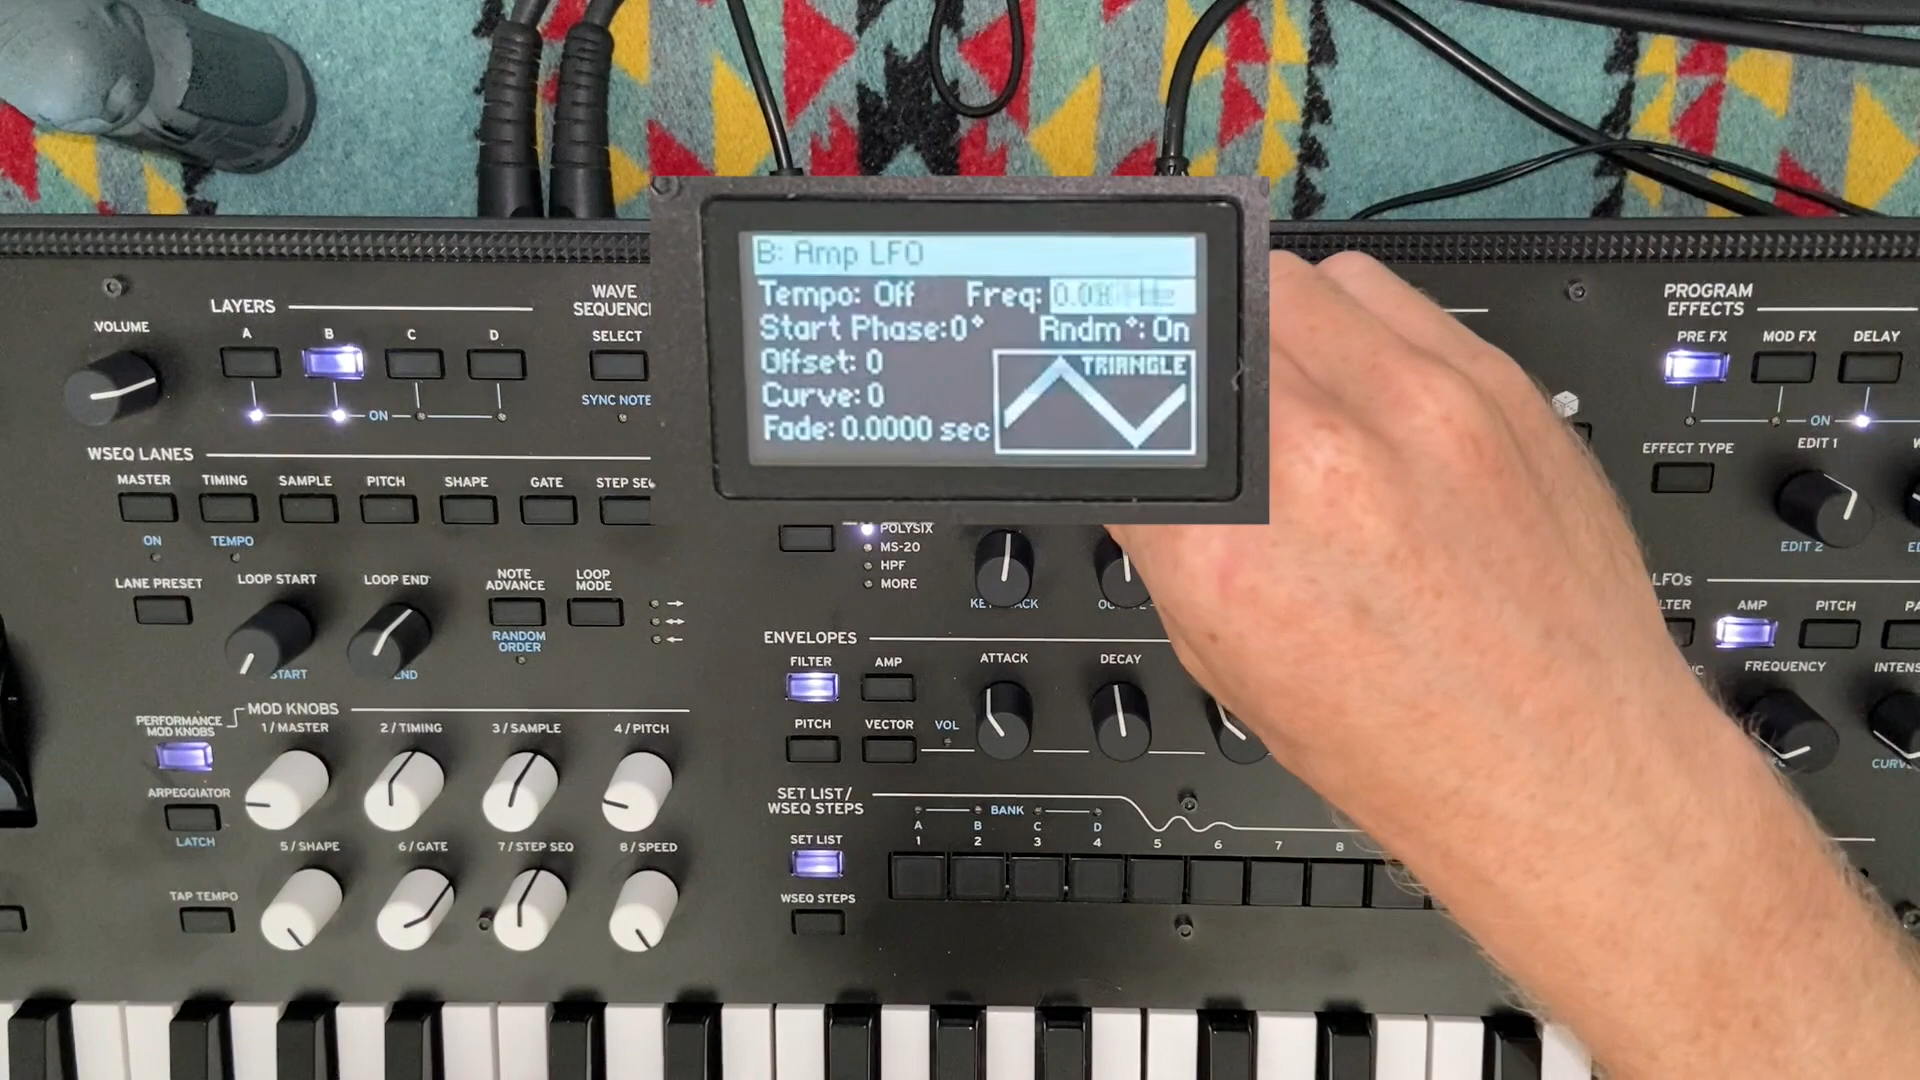 B: Amp LFO
Tempo: Off Freq:
Start Phase:0° Rndm°: On
Offset: 0
TRIANGLE
Curve: 0
Fade: 0.0000 sec
VOLUME
LAYERS
A B C D
ON
WAVE
SELECT
SYNC NOTE
WSEQ LANES
MASTER TIMING SAMPLE PITCH SHAPE GATE
ON TEMPO
LANE PRESET
LOOP START
LOOP END
START
END
NOTE ADVANCE
LOOP MODE
RANDOM ORDER
MOD KNOBS
PERFORMANCE MOD KNOBS
1/MASTER 2/TIMING 3/SAMPLE 4/PITCH
ARPEGGIATOR
LATCH
5/SHAPE 6/GATE 7/STEP SEQ 8/SPEED
TAP TEMPO
POLYSIX
MS-20
HPF
MORE
ENVELOPES
FILTER AMP
ATTACK DECAY
PITCH VECTOR VOL
SET LIST/
WSEQ STEPS
BANK
A B C D
1 2 3 4 5 6 7 8
SET LIST
WSEQ STEPS
PROGRAM EFFECTS
PRE FX MOD FX DELAY
ON
EFFECT TYPE
EDIT 1
EDIT 2
LFOs
AMP PITCH
FREQUENCY